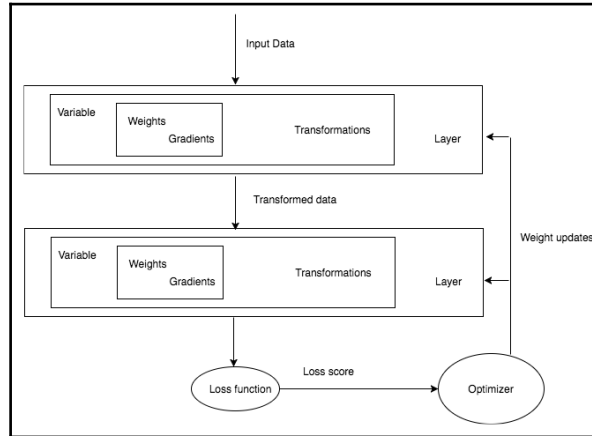 Input Data
Variable
Weights
Gradients
Transformations
Layer
Transformed data
Weight updates
Variable
Weights
Gradients
Transformations
Layer
Loss function
Loss score
Optimizer